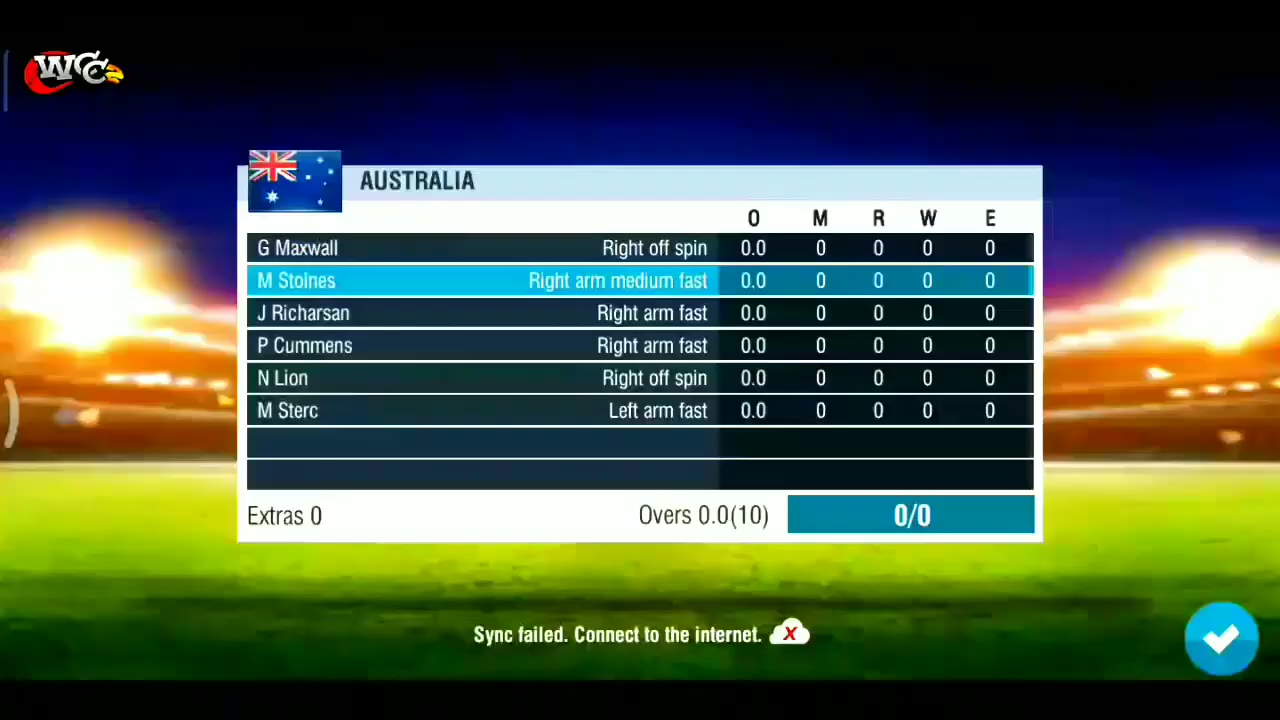 WCC
AUSTRALIA
O M R W E
G Maxwall Right off spin 0.0 0 0 0 0
M Stoines Right arm medium fast 0.0 0 0 0 0
J Richarsan Right arm fast 0.0 0 0 0 0
P Cummens Right arm fast 0.0 0 0 0 0
N Lion Right off spin 0.0 0 0 0 0
M Sterc Left arm fast 0.0 0 0 0 0
Extras 0 Overs 0.0(10) 0/0
Sync failed. Connect to the internet. X